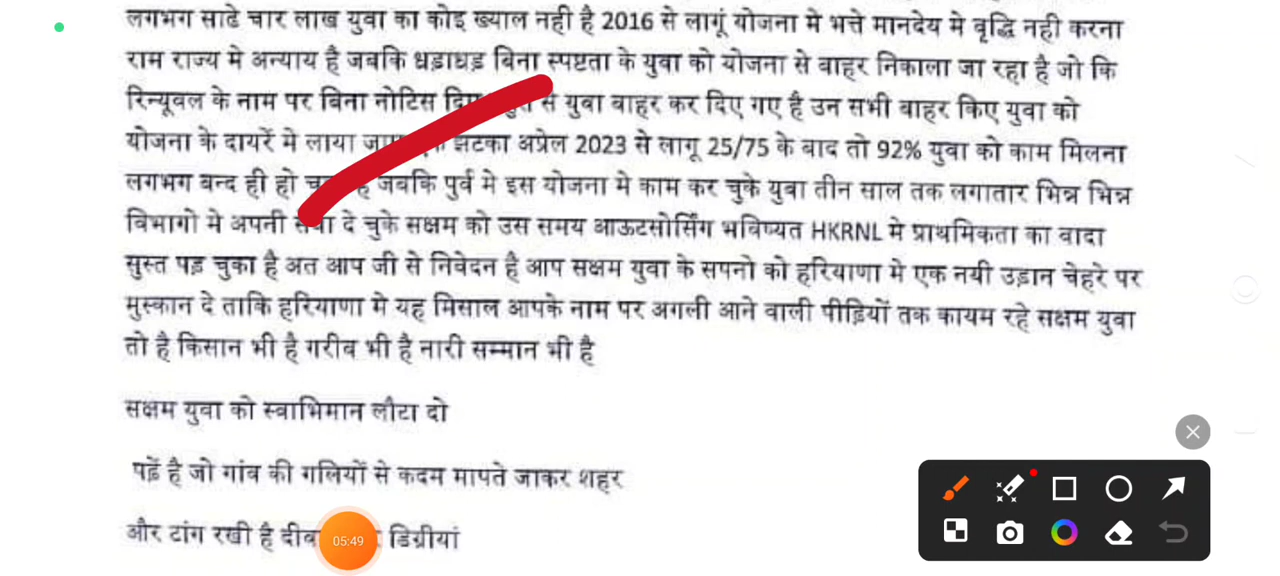 लगभग साढे चार लाख युवा का कोइ ख्याल नही है 2016 से लागूं योजना मे भत्ते मानदेय मे वृद्धि नही करना
राम राज्य मे अन्याय है जबकि धड़ाधड़ बिना स्पष्टता के युवा को योजना से बाहर निकाला जा रहा है जो कि
रिन्यूवल के नाम पर बिना नोटिस दिए से युवा बाहर कर दिए गए है उन सभी बाहर किए युवा को
योजना के दायरें मे लाया झटका अप्रेल 2023 से लागू 25/75 के बाद तो 92% युवा को काम मिलना
लगभग बन्द ही हो है जबकि पुर्व मे इस योजना मे काम कर चुके युवा तीन साल तक लगातार भिन्न भिन्न
विभागो मे अपनी सेवा दे चुके सक्षम को उस समय आऊटसोर्सिंग भविष्यत HKRNL मे प्राथमिकता का वादा
सुस्त पड़ चुका है अत आप जी से निवेदन है आप सक्षम युवा के सपनो को हरियाणा मे एक नयी उड़ान चेहरे पर
मुस्कान दे ताकि हरियाणा मे यह मिसाल आपके नाम पर अगली आने वाली पीढ़ियों तक कायम रहे सक्षम युवा
तो है किसान भी है गरीब भी है नारी सम्मान भी है
सक्षम युवा को स्वाभिमान लौटा दो
पढ़ें है जो गांव की गलियों से कदम मापते जाकर शहर
और टांग रखी है डिग्रीयां
05:49